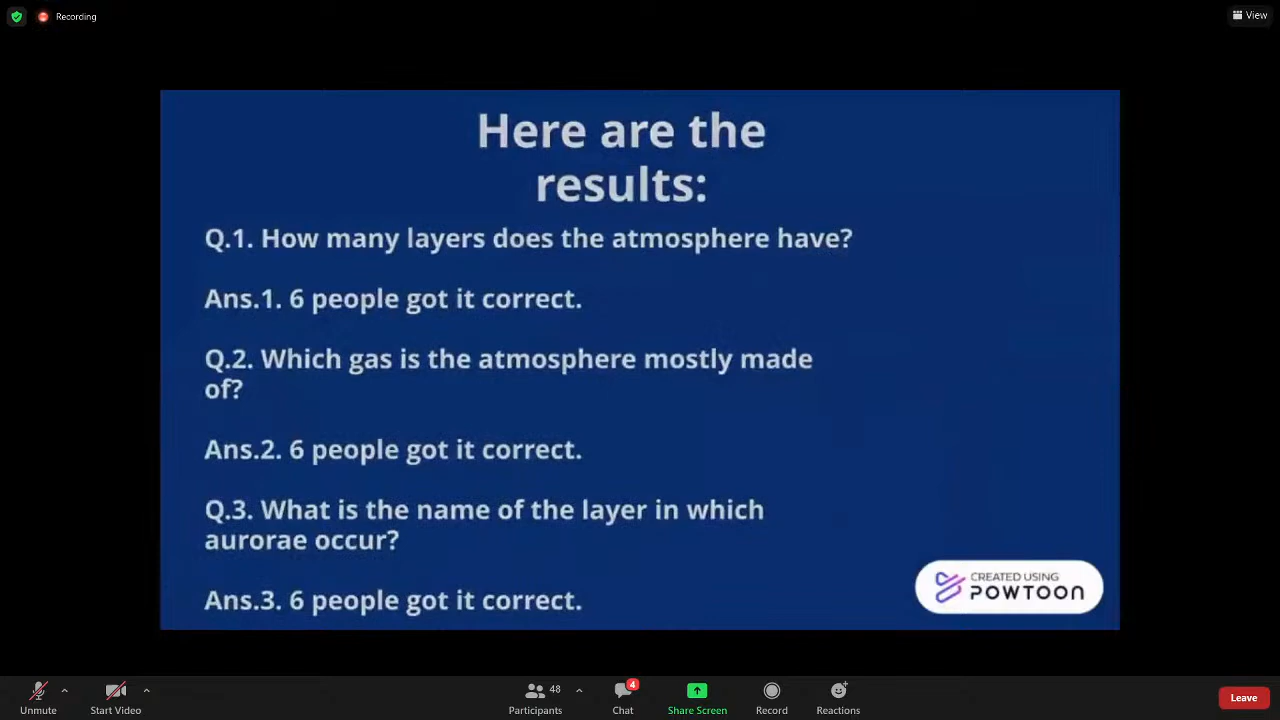 Recording
View
Here are the
results:
Q.1. How many layers does the atmosphere have?
Ans.1. 6 people got it correct.
Q.2. Which gas is the atmosphere mostly made
of?
Ans.2. 6 people got it correct.
Q.3. What is the name of the layer in which
aurorae occur?
Ans.3. 6 people got it correct.
CREATED USING
POWTOON
48
4
Unmute
Start Video
Participants
Chat
Share Screen
Record
Reactions
Leave